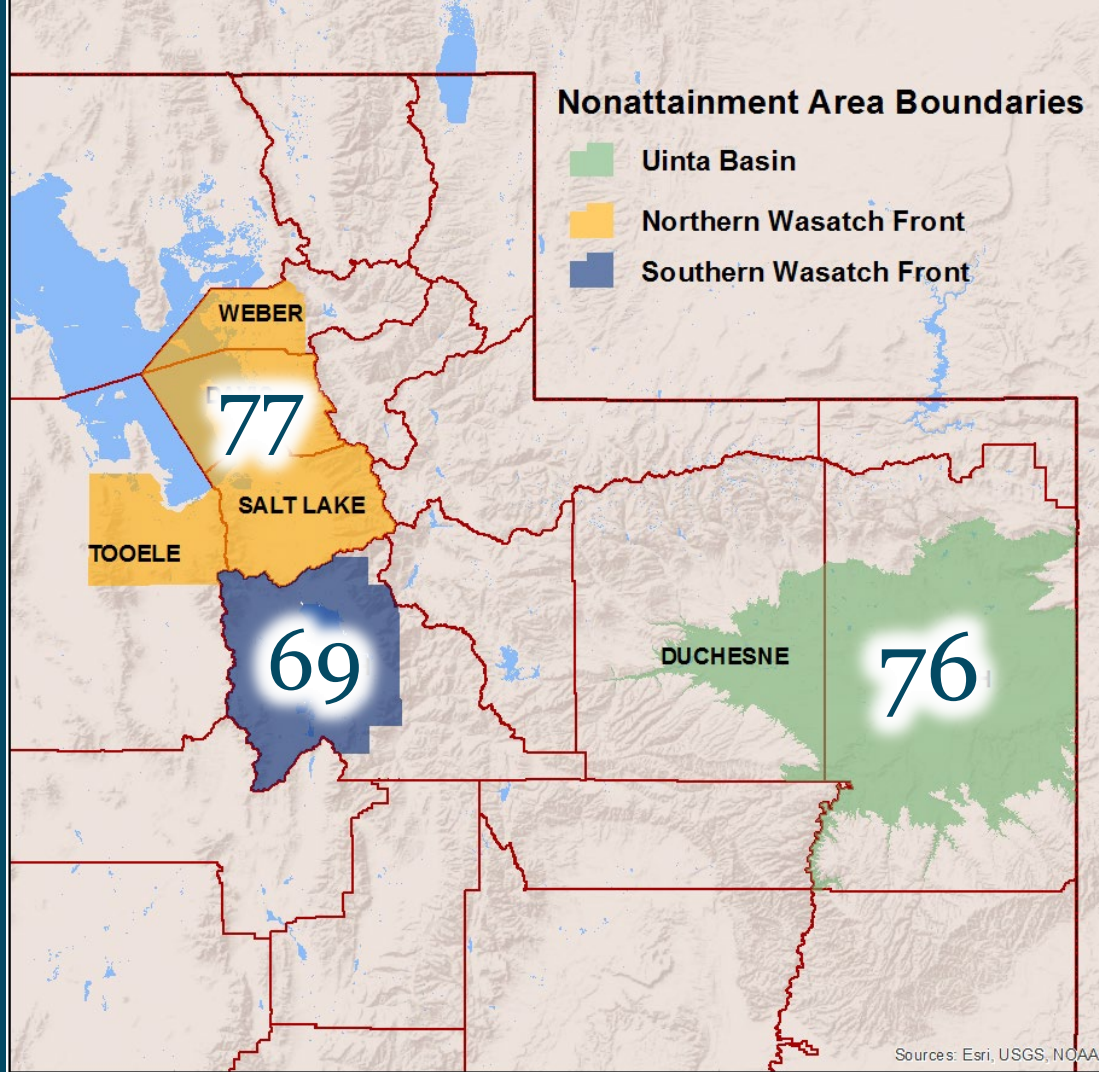 Nonattainment Area Boundaries
Uinta Basin
Northern Wasatch Front
Southern Wasatch Front
WEBER
77
SALT LAKE
TOOELE
69
DUCHESNE
76
Sources: Esri, USGS, NOAA